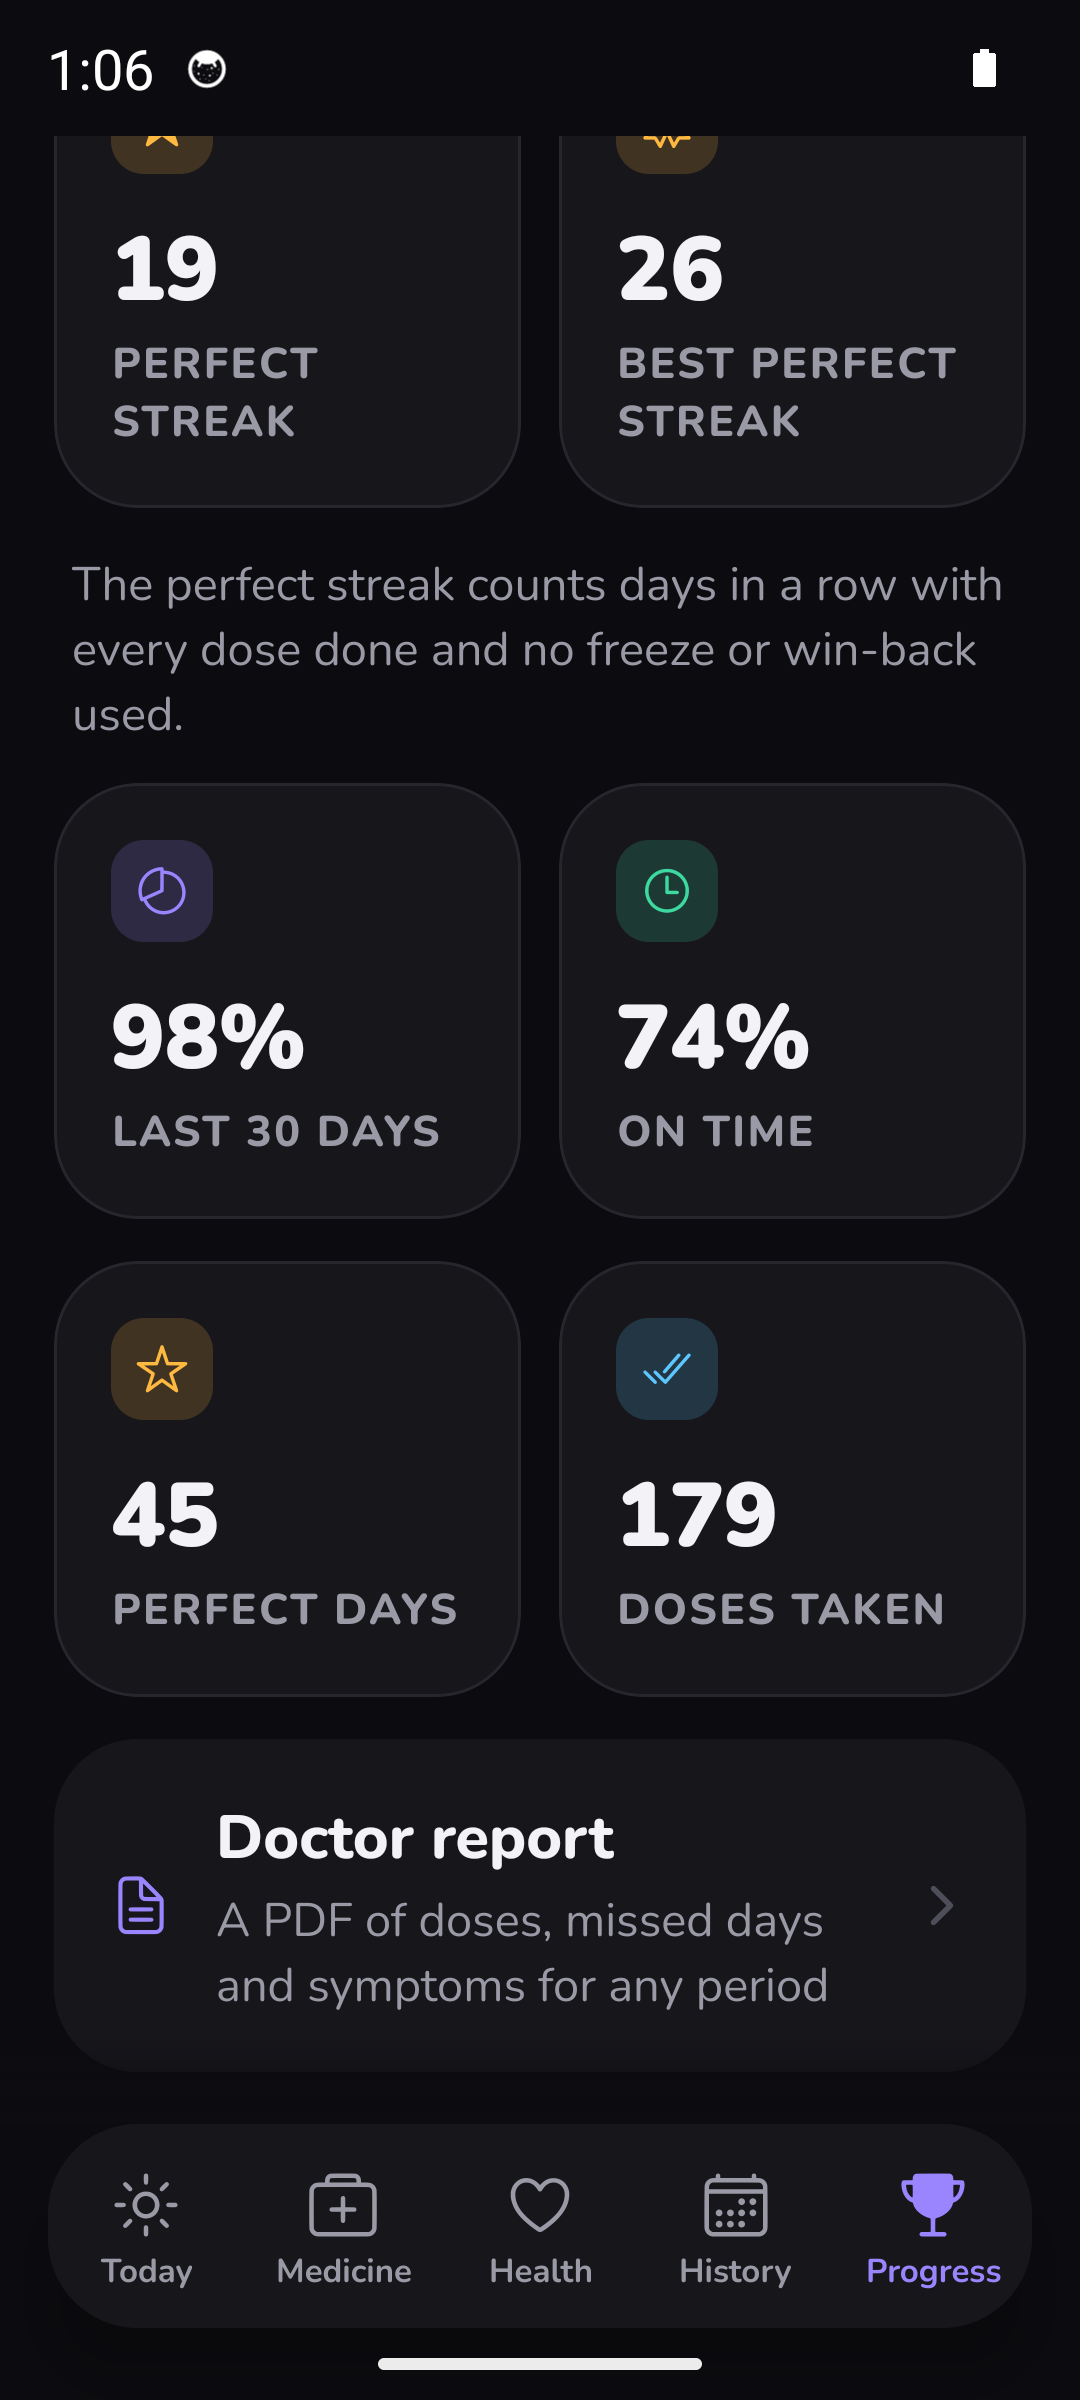 1:06
19
PERFECT
STREAK
26
BEST PERFECT
STREAK
The perfect streak counts days in a row with
every dose done and no freeze or win-back
used.
98%
LAST 30 DAYS
74%
ON TIME
45
PERFECT DAYS
179
DOSES TAKEN
Doctor report
A PDF of doses, missed days
and symptoms for any period
Today
Medicine
Health
History
Progress